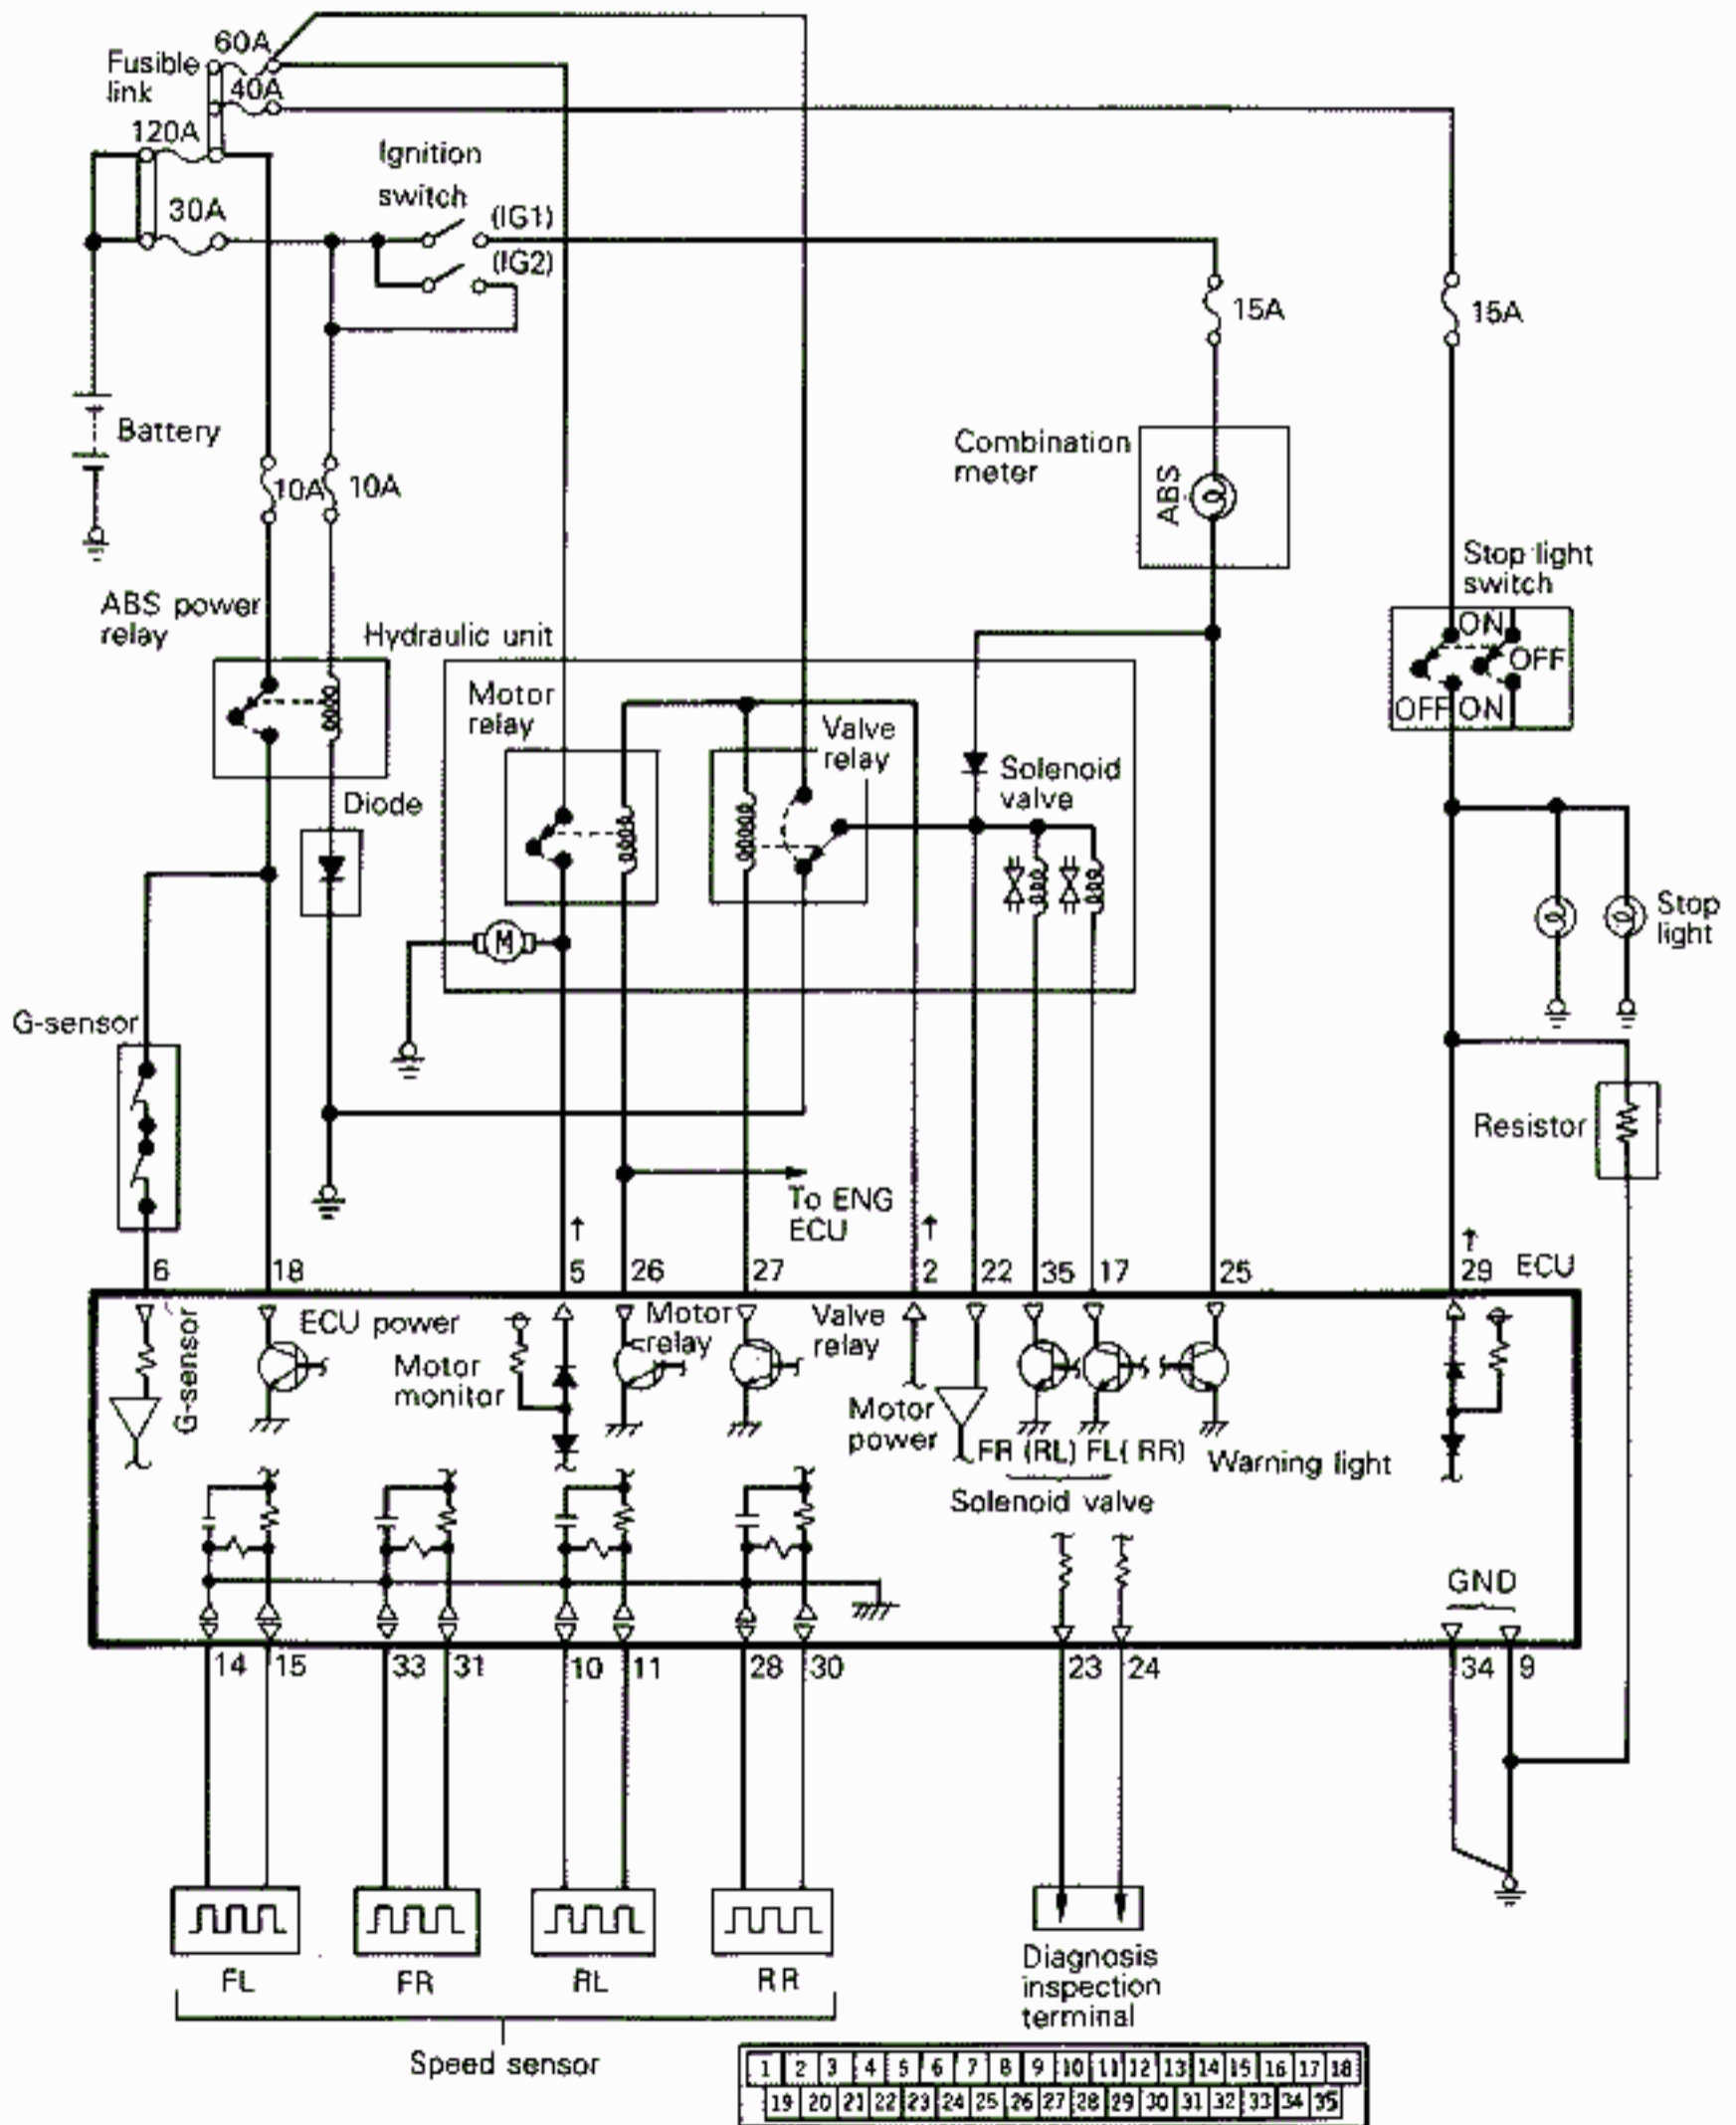 60A
Fusible
link
40A
120A
Ignition
switch
30A
(IG1)
(IG2)
15A
15A
Battery
Combination
meter
ABS
10A
10A
Stop light
switch
ON
OFF
OFF
ON
ABS power
relay
Hydraulic unit
Motor
relay
Valve
relay
Solenoid
valve
Diode
M
Stop
light
G-sensor
Resistor
To ENG
ECU
6
18
5
26
27
2
22
35
17
25
29
ECU
G-sensor
ECU power
Motor
relay
Valve
relay
Motor
monitor
Motor
power
FR (RL) FL( RR)
Warning light
Solenoid valve
GND
14
15
33
31
10
11
28
30
23
24
34
9
FL
FR
RL
RR
Diagnosis
inspection
terminal
Speed sensor
1 2 3 4 5 6 7 8 9 10 11 12 13 14 15 16 17 18
19 20 21 22 23 24 25 26 27 28 29 30 31 32 33 34 35